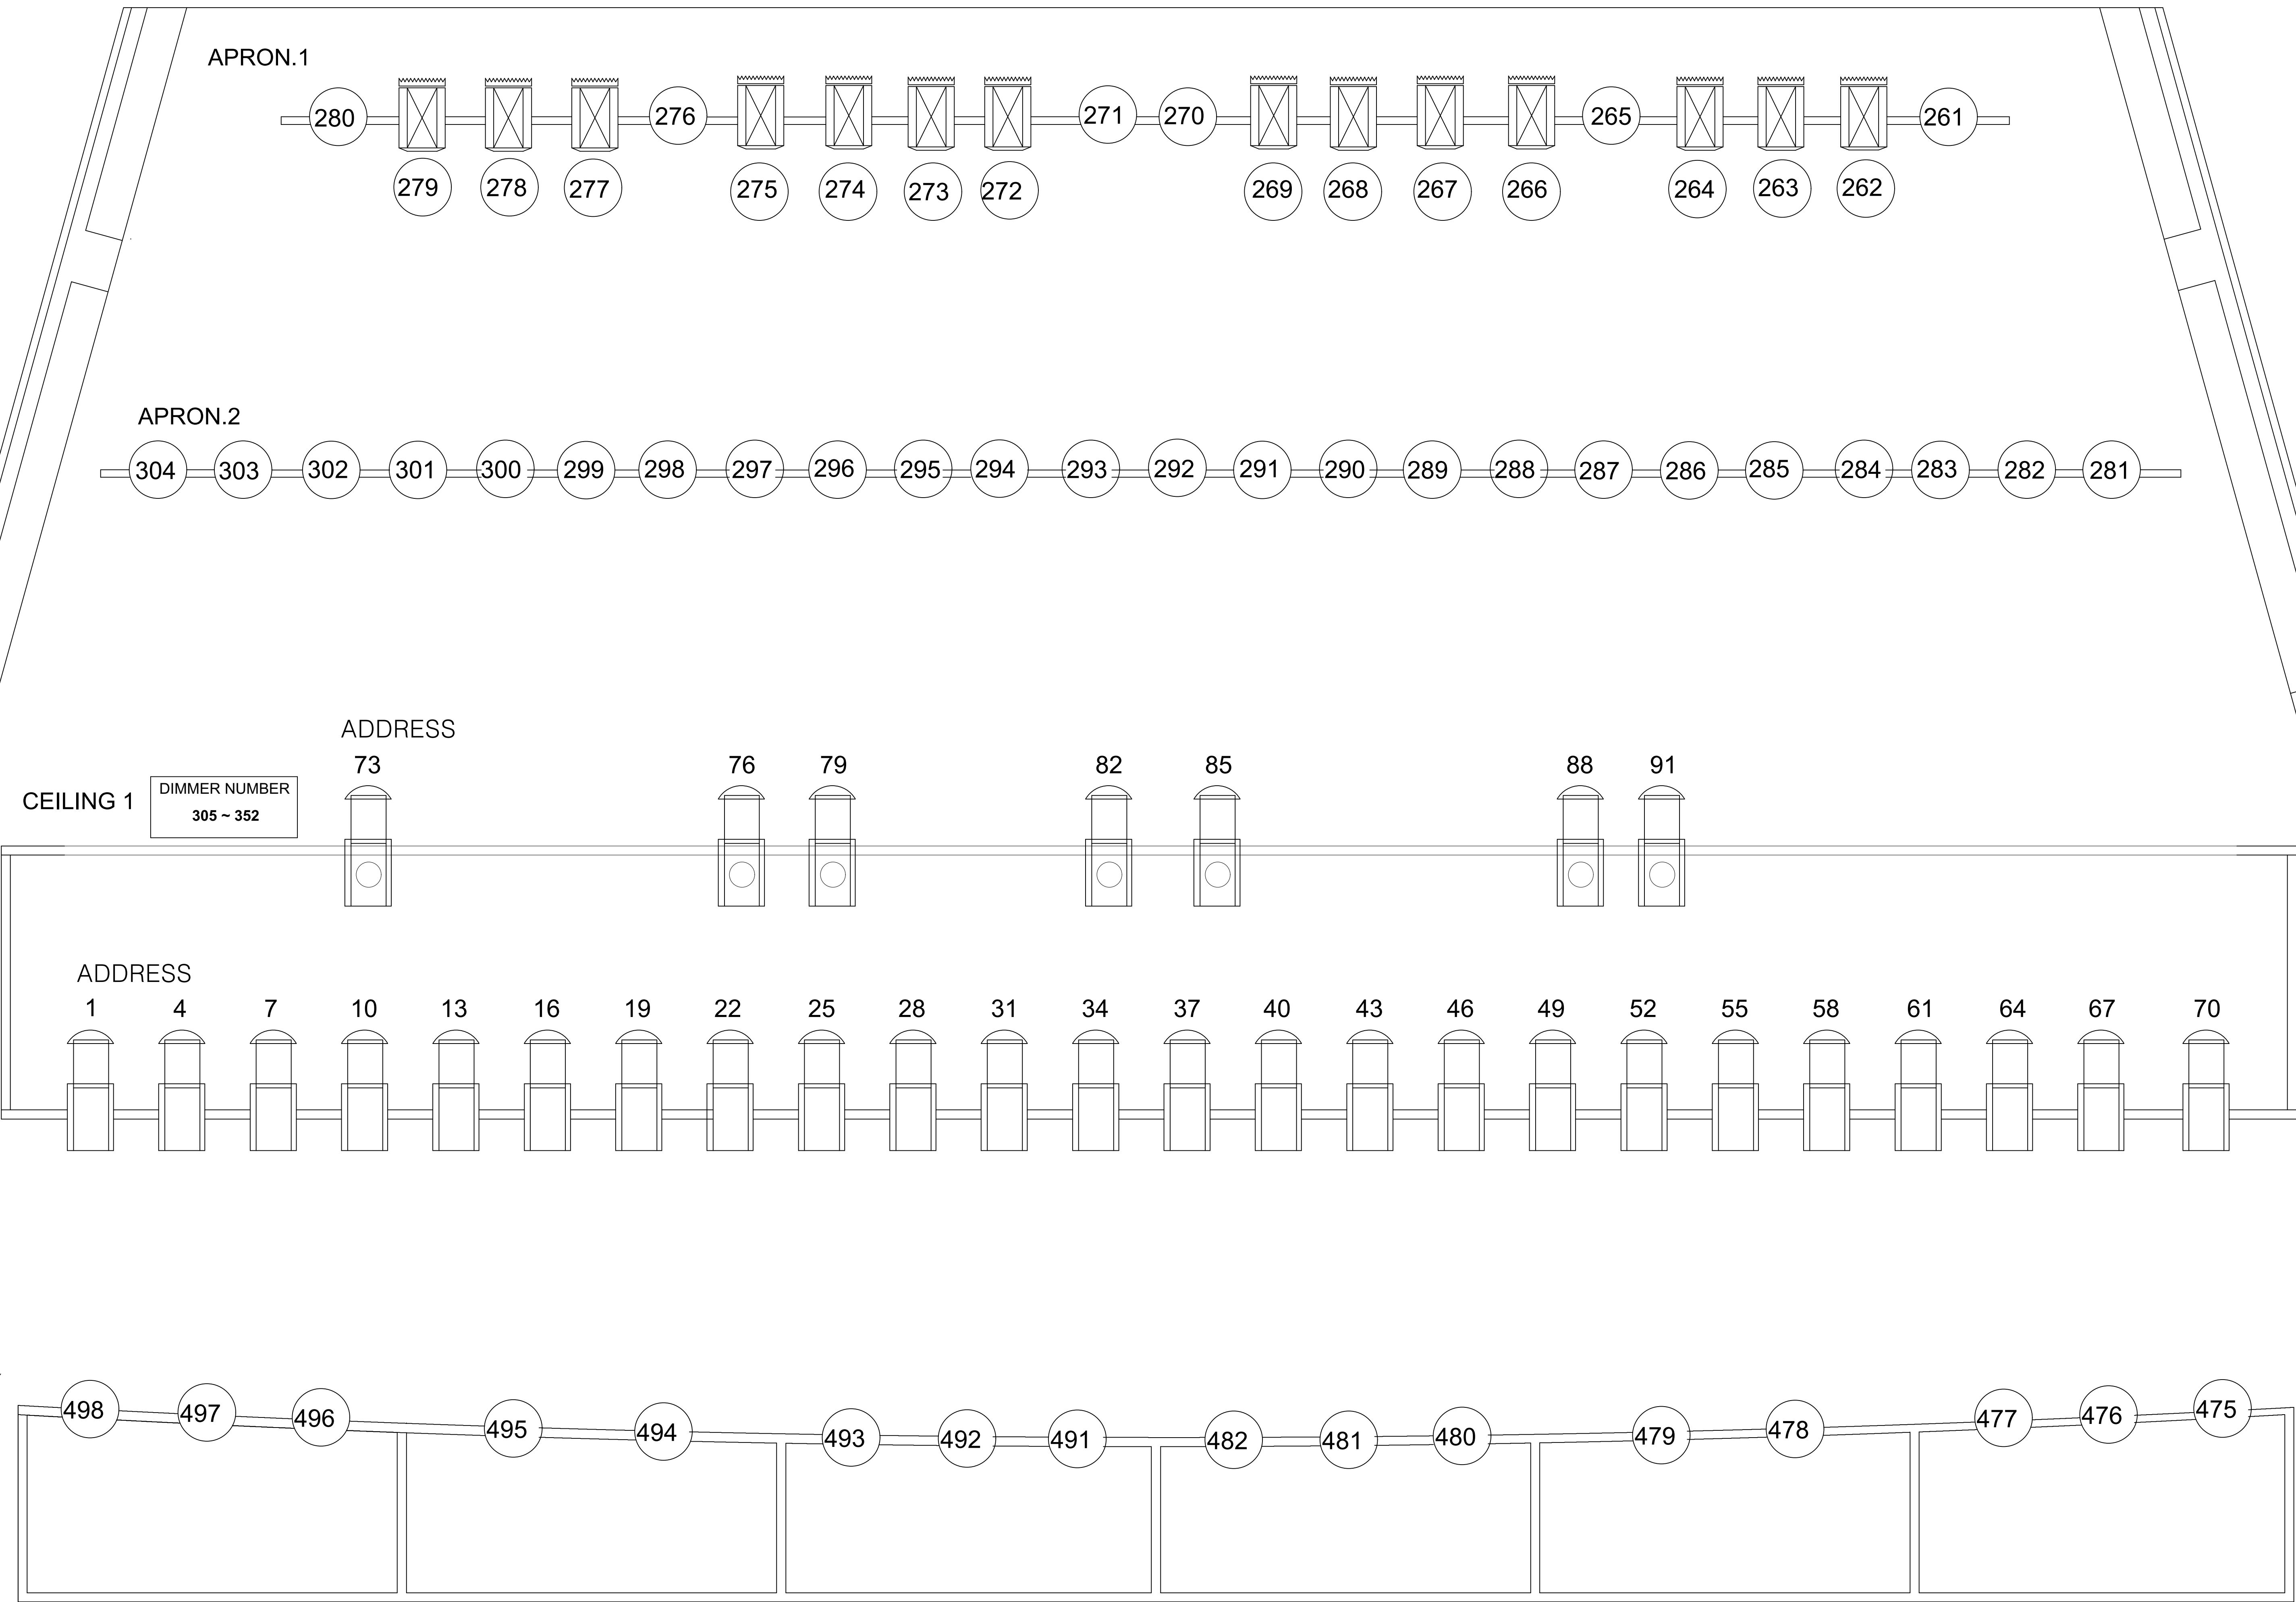 APRON.1
280 276 271 270 265 261
279 278 277 275 274 273 272 269 268 267 266 264 263 262
APRON.2
304 303 302 301 300 299 298 297 296 295 294 293 292 291 290 289 288 287 286 285 284 283 282 281
ADDRESS
73 76 79 82 85 88 91
CEILING 1
DIMMER NUMBER
305 ~ 352
ADDRESS
1 4 7 10 13 16 19 22 25 28 31 34 37 40 43 46 49 52 55 58 61 64 67 70
498 497 496 495 494 493 492 491 482 481 480 479 478 477 476 475